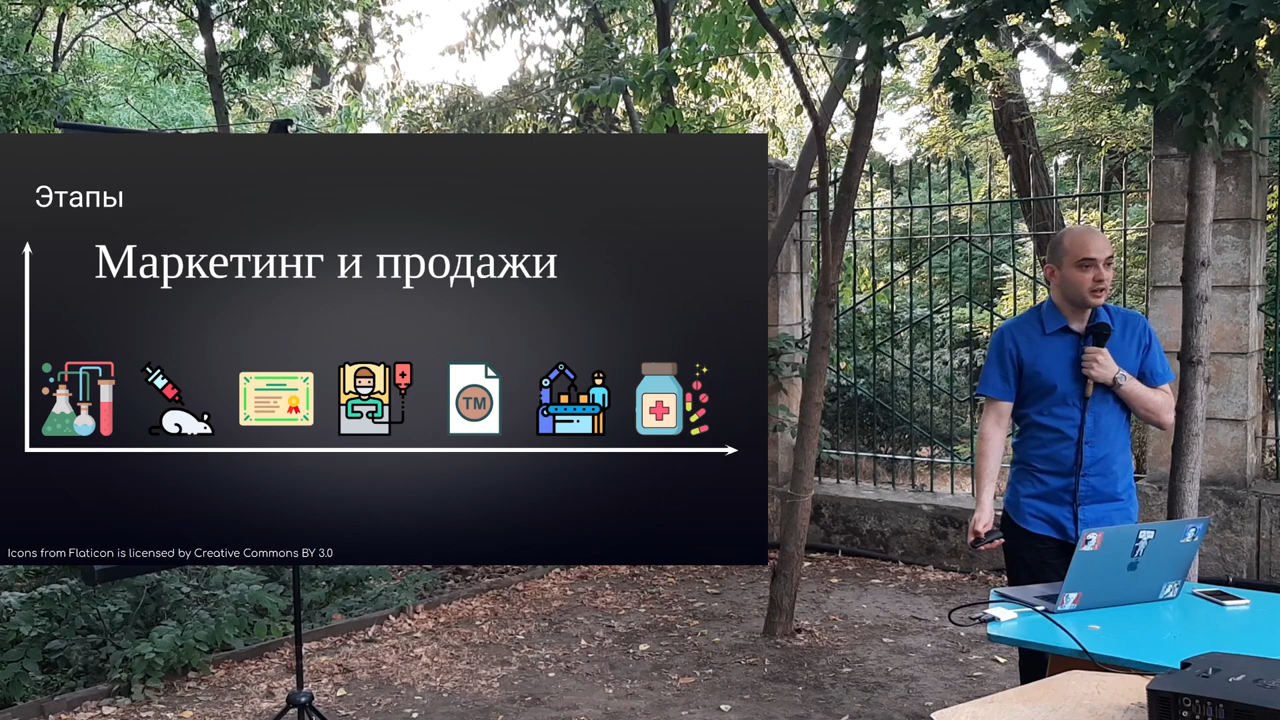 Этапы
Маркетинг и продажи
TM
Icons from Flaticon is licensed by Creative Commons BY 3.0